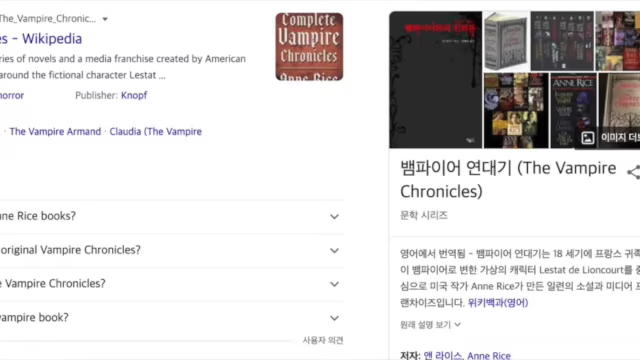 The_Vampire_Chronic...
es - Wikipedia
ries of novels and a media franchise created by American
around the fictional character Lestat ...
horror Publisher: Knopf
· The Vampire Armand · Claudia (The Vampire
nne Rice books?
original Vampire Chronicles?
e Vampire Chronicles?
vampire book?
사용자 의견
Complete
Vampire
Chronicles
Anne Rice
ANNE RICE
이미지 더보
뱀파이어 연대기 (The Vampire
Chronicles)
문학 시리즈
영어에서 번역됨 - 뱀파이어 연대기는 18 세기에 프랑스 귀족
이 뱀파이어로 변한 가상의 캐릭터 Lestat de Lioncourt를 중
심으로 미국 작가 Anne Rice가 만든 일련의 소설과 미디어 프
랜차이즈입니다. 위키백과(영어)
원래 설명 보기
저자: 앤 라이스, Anne Rice